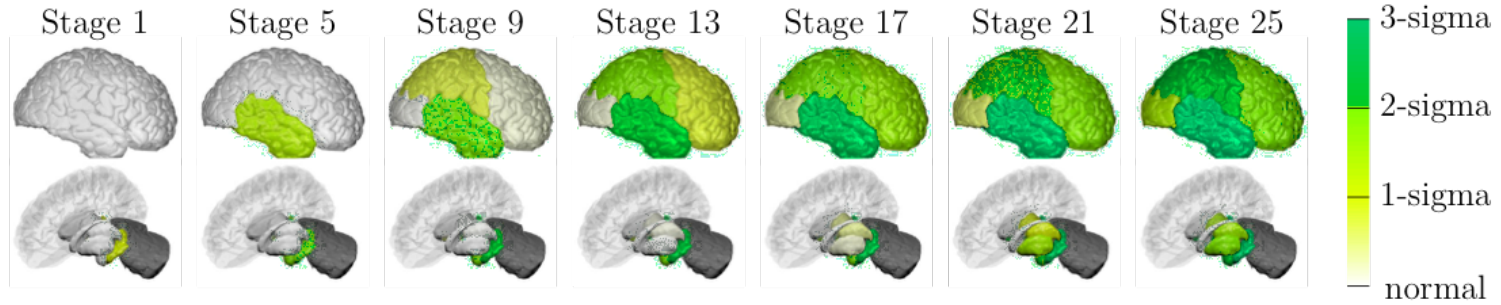 Stage 1 Stage 5 Stage 9 Stage 13 Stage 17 Stage 21 Stage 25
3-sigma
2-sigma
1-sigma
normal